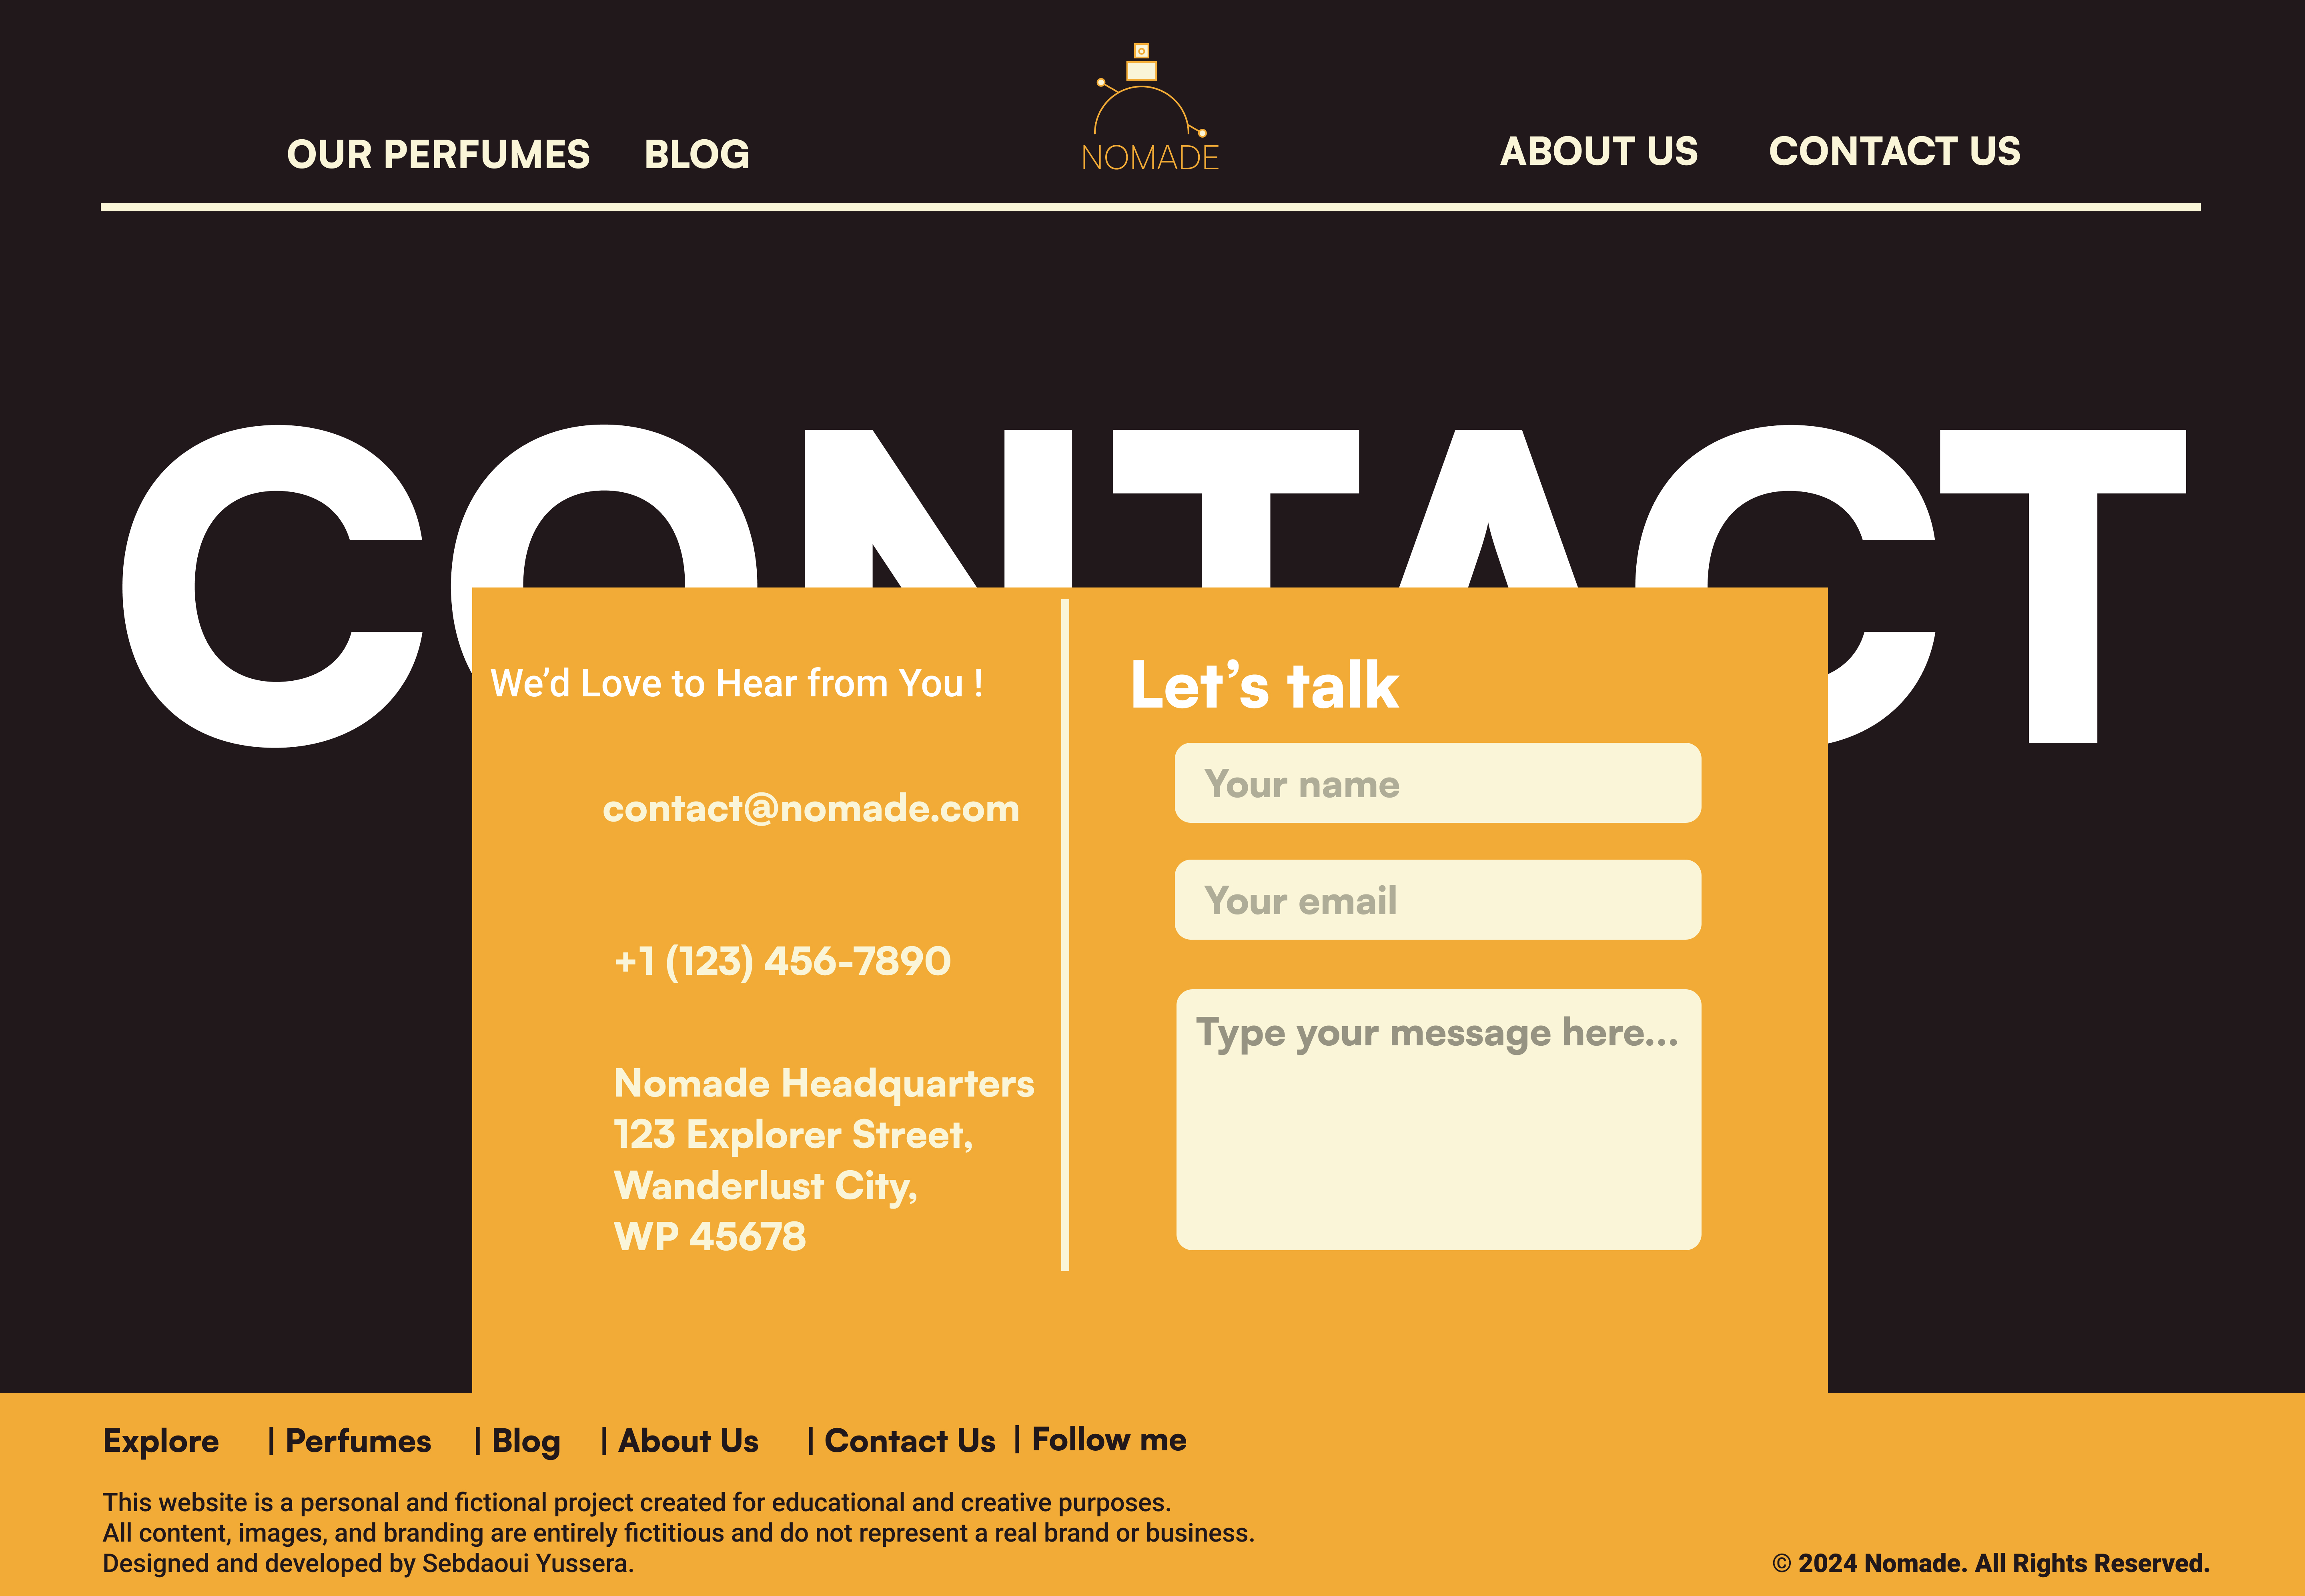 OUR PERFUMES
BLOG
NOMADE
ABOUT US
CONTACT US
CONTACT
We’d Love to Hear from You !
contact@nomade.com
+1 (123) 456-7890
Nomade Headquarters
123 Explorer Street,
Wanderlust City,
WP 45678
Let’s talk
Your name
Your email
Type your message here...
Explore | Perfumes | Blog | About Us | Contact Us | Follow me
This website is a personal and fictional project created for educational and creative purposes.
All content, images, and branding are entirely fictitious and do not represent a real brand or business.
Designed and developed by Sebdaoui Yussera.
© 2024 Nomade. All Rights Reserved.